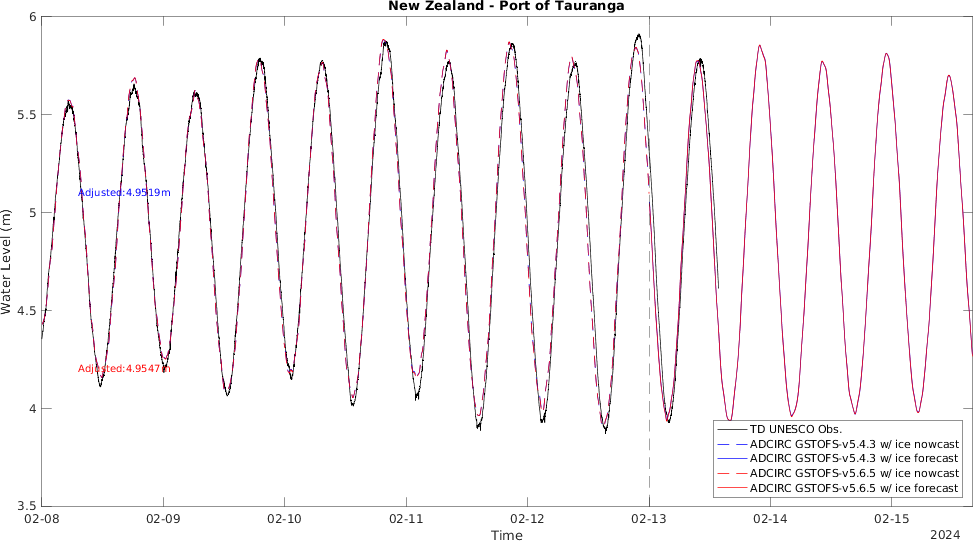 New Zealand - Port of Tauranga
6
5.5
5
4.5
4
3.5
Water Level (m)
Adjusted:4.9519m
Adjusted:4.9547m
TD UNESCO Obs.
ADCIRC GSTOFS-v5.4.3 w/ ice nowcast
ADCIRC GSTOFS-v5.4.3 w/ ice forecast
ADCIRC GSTOFS-v5.6.5 w/ ice nowcast
ADCIRC GSTOFS-v5.6.5 w/ ice forecast
02-08 02-09 02-10 02-11 02-12 02-13 02-14 02-15
Time
2024